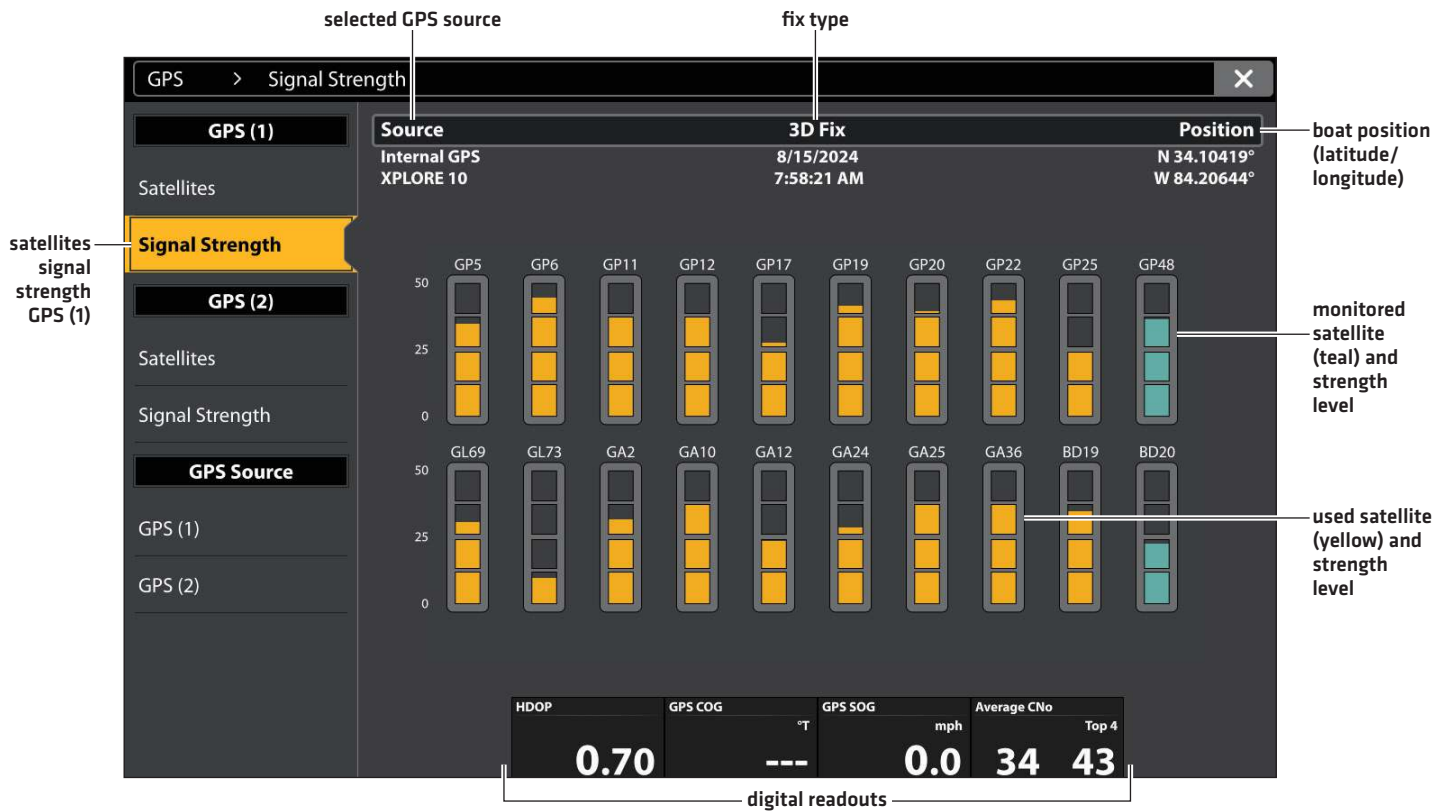 selected GPS source
fix type
GPS > Signal Strength
GPS (1)
Satellites
Signal Strength
GPS (2)
Satellites
Signal Strength
GPS Source
GPS (1)
GPS (2)
satellites
signal
strength
GPS (1)
Source 3D Fix Position
Internal GPS 8/15/2024 N 34.10419°
XPLORE 10 7:58:21 AM W 84.20644°
boat position
(latitude/
longitude)
GP5 GP6 GP11 GP12 GP17 GP19 GP20 GP22 GP25 GP48
50
25
0
monitored
satellite
(teal) and
strength
level
GL69 GL73 GA2 GA10 GA12 GA24 GA25 GA36 BD19 BD20
50
25
0
used satellite
(yellow) and
strength
level
HDOP
0.70
GPS COG
°T
---
GPS SOG
mph
0.0
Average CNo
Top 4
34 43
digital readouts